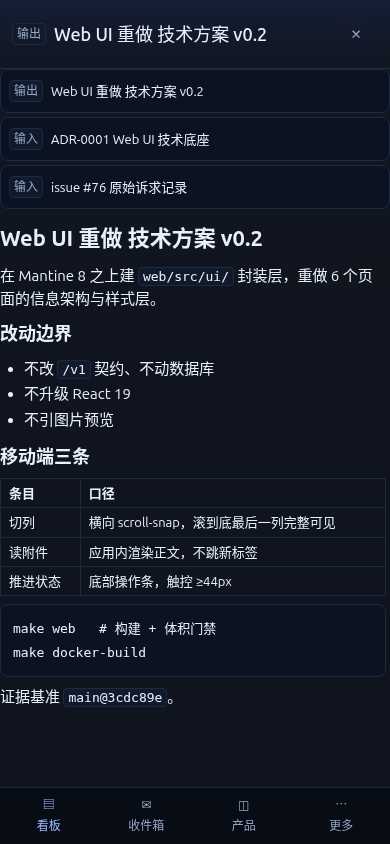 输出 Web UI 重做 技术方案 v0.2 ×
输出 Web UI 重做 技术方案 v0.2
输入 ADR-0001 Web UI 技术底座
输入 issue #76 原始诉求记录
Web UI 重做 技术方案 v0.2
在 Mantine 8 之上建 web/src/ui/ 封装层，重做 6 个页
面的信息架构与样式层。
改动边界
• 不改 /v1 契约、不动数据库
• 不升级 React 19
• 不引图片预览
移动端三条
条目 口径
切列 横向 scroll-snap，滚到底最后一列完整可见
读附件 应用内渲染正文，不跳新标签
推进状态 底部操作条，触控 ≥44px
make web   # 构建 + 体积门禁
make docker-build
证据基准 main@3cdc89e。
看板 收件箱 产品 更多